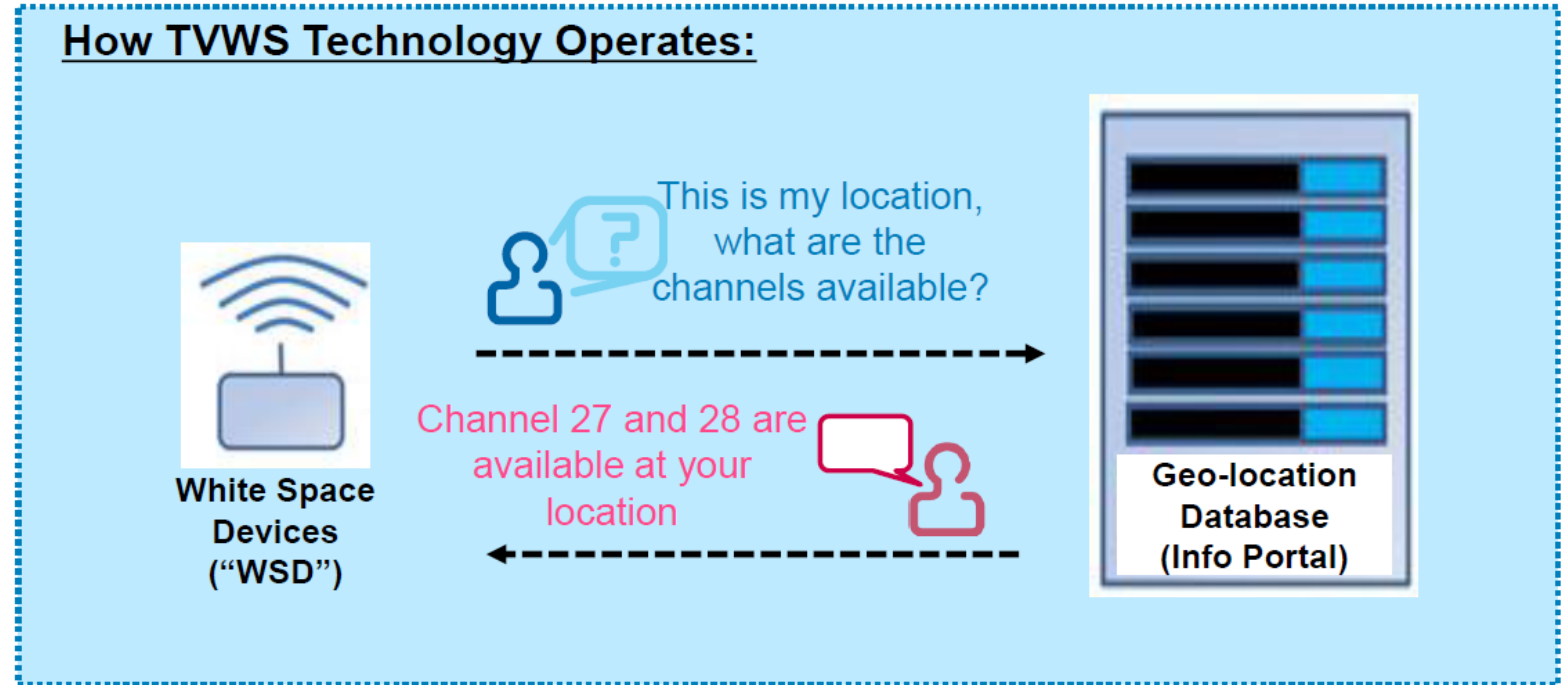 How TVWS Technology Operates:
This is my location,
what are the
channels available?
Channel 27 and 28 are
available at your
location
White Space
Devices
(“WSD”)
Geo-location
Database
(Info Portal)